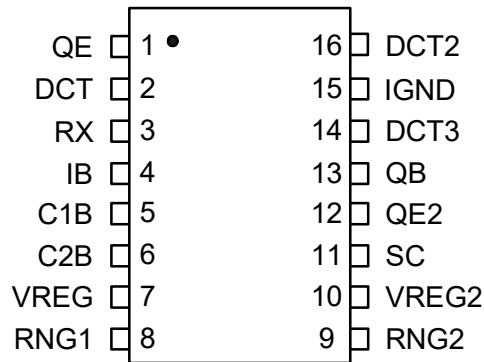 QE 1 16 DCT2
DCT 2 15 IGND
RX 3 14 DCT3
IB 4 13 QB
C1B 5 12 QE2
C2B 6 11 SC
VREG 7 10 VREG2
RNG1 8 9 RNG2